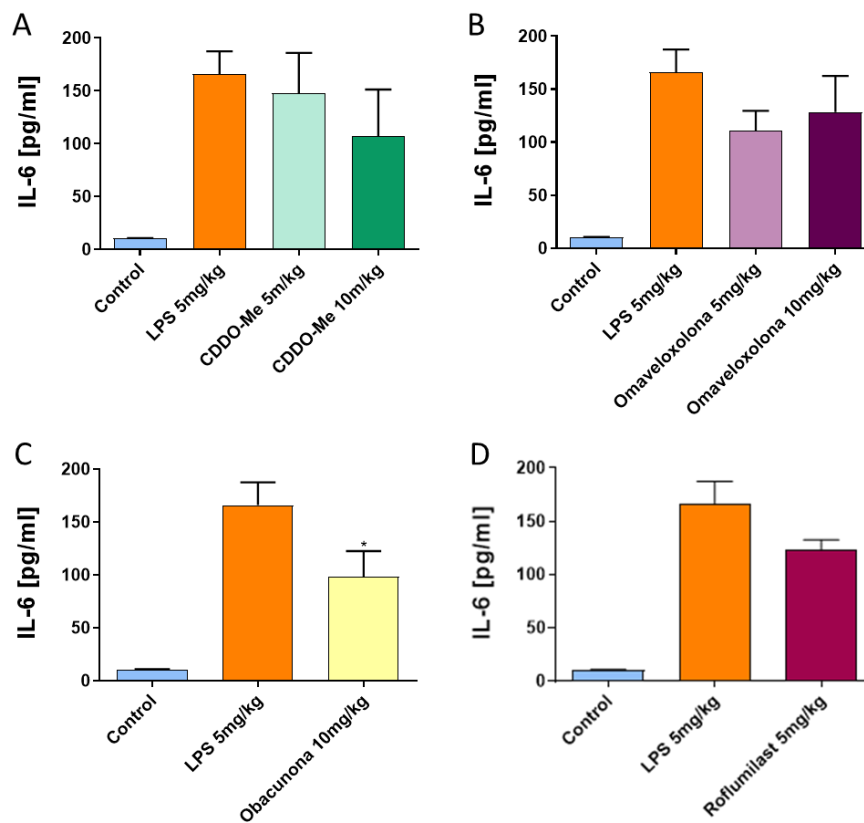 A
IL-6 [pg/ml]
200
150
100
50
0
Control
LPS 5mg/kg
CDDO-Me 5m/kg
CDDO-Me 10m/kg
B
IL-6 [pg/ml]
200
150
100
50
0
Control
LPS 5mg/kg
Omaveloxolona 5mg/kg
Omaveloxolona 10mg/kg
C
IL-6 [pg/ml]
200
150
100
50
0
*
Control
LPS 5mg/kg
Obacunona 10mg/kg
D
IL-6 [pg/ml]
200
150
100
50
0
Control
LPS 5mg/kg
Roflumilast 5mg/kg